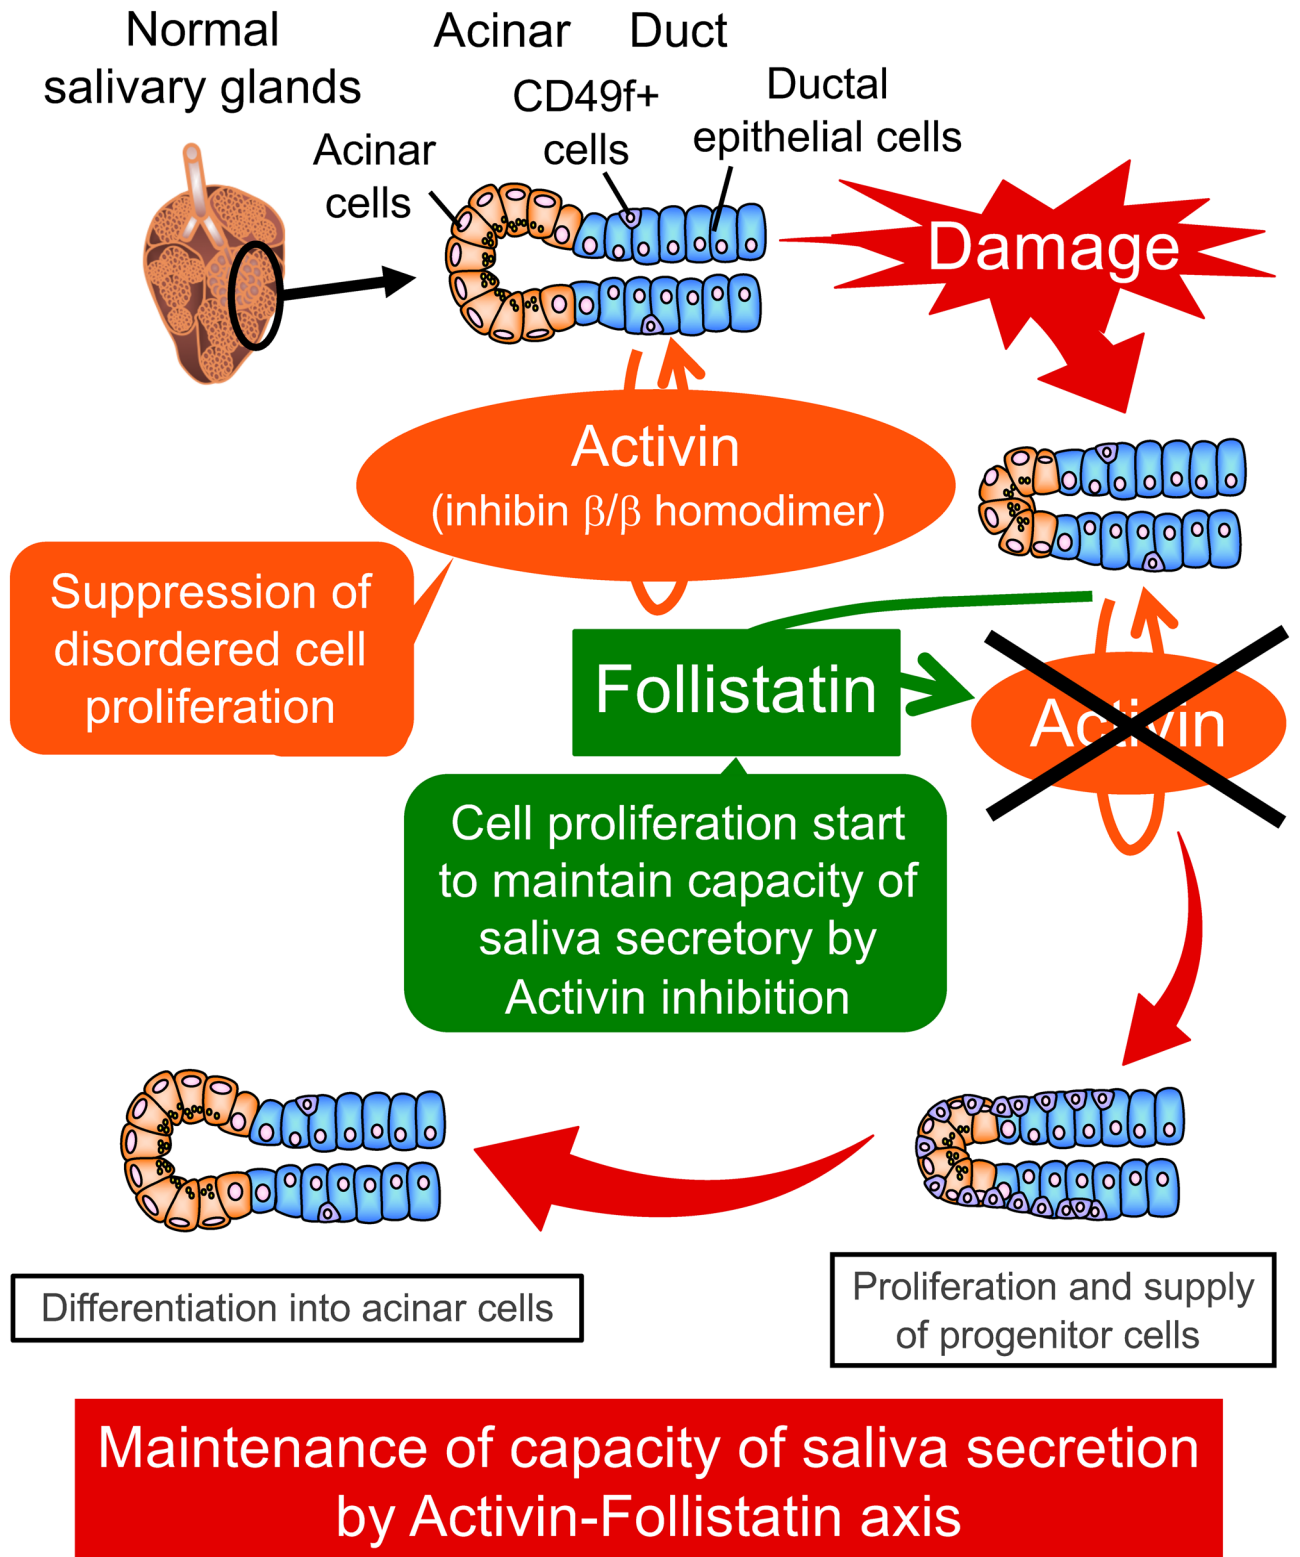 Normal
salivary glands
Acinar
Duct
Acinar
cells
CD49f+
cells
Ductal
epithelial cells
Damage
Activin
(inhibin β/β homodimer)
Suppression of
disordered cell
proliferation
Follistatin
Activin
Cell proliferation start
to maintain capacity of
saliva secretory by
Activin inhibition
Differentiation into acinar cells
Proliferation and supply
of progenitor cells
Maintenance of capacity of saliva secretion
by Activin-Follistatin axis